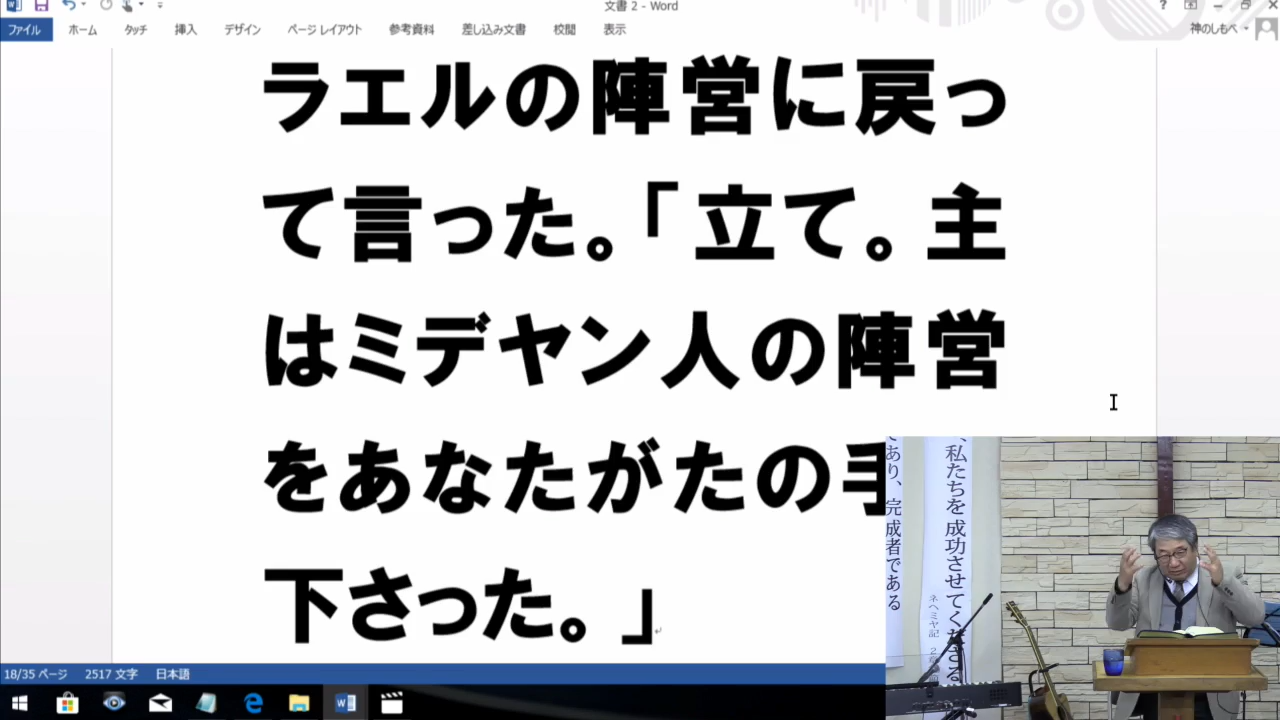 文書 2 - Word
ファイル ホーム タッチ 挿入 デザイン ページ レイアウト 参考資料 差し込み文書 校閲 表示 神のしもべ
ラエルの陣営に戻っ
て言った。「立て。主
はミデヤン人の陣営
をあなたがたの手
下さった。」
、私たちを成功させてくださる
ネヘミヤ記 2
であり、完成者である
18/35 ページ 2517 文字 日本語